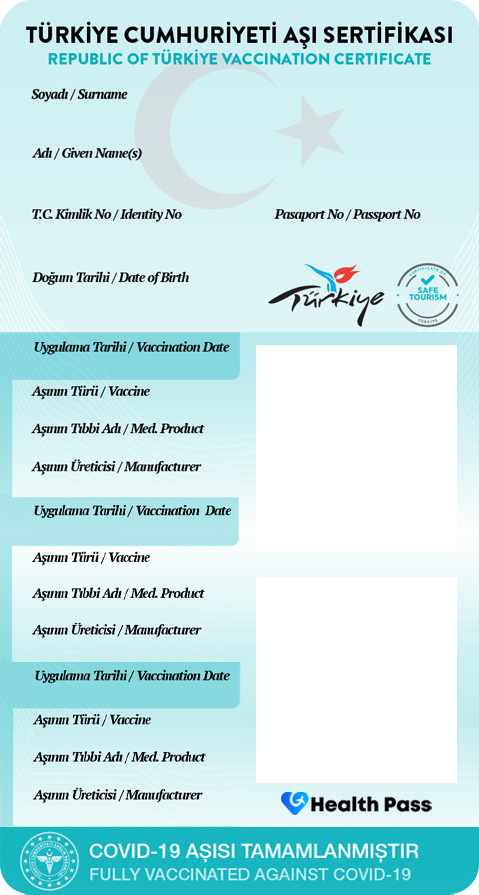 TÜRKİYE CUMHURİYETİ AŞI SERTİFİKASI
REPUBLIC OF TÜRKİYE VACCINATION CERTIFICATE
Soyadı / Surname
Adı / Given Name(s)
T.C. Kimlik No / Identity No
Pasaport No / Passport No
Doğum Tarihi / Date of Birth
Türkiye
CERTIFICATE OF
SAFE
TOURISM
TÜRKİYE
Uygulama Tarihi / Vaccination Date
Aşının Türü / Vaccine
Aşının Tıbbi Adı / Med. Product
Aşının Üreticisi / Manufacturer
Uygulama Tarihi / Vaccination Date
Aşının Türü / Vaccine
Aşının Tıbbi Adı / Med. Product
Aşının Üreticisi / Manufacturer
Uygulama Tarihi / Vaccination Date
Aşının Türü / Vaccine
Aşının Tıbbi Adı / Med. Product
Aşının Üreticisi / Manufacturer
Health Pass
COVID-19 AŞISI TAMAMLANMIŞTIR
FULLY VACCINATED AGAINST COVID-19